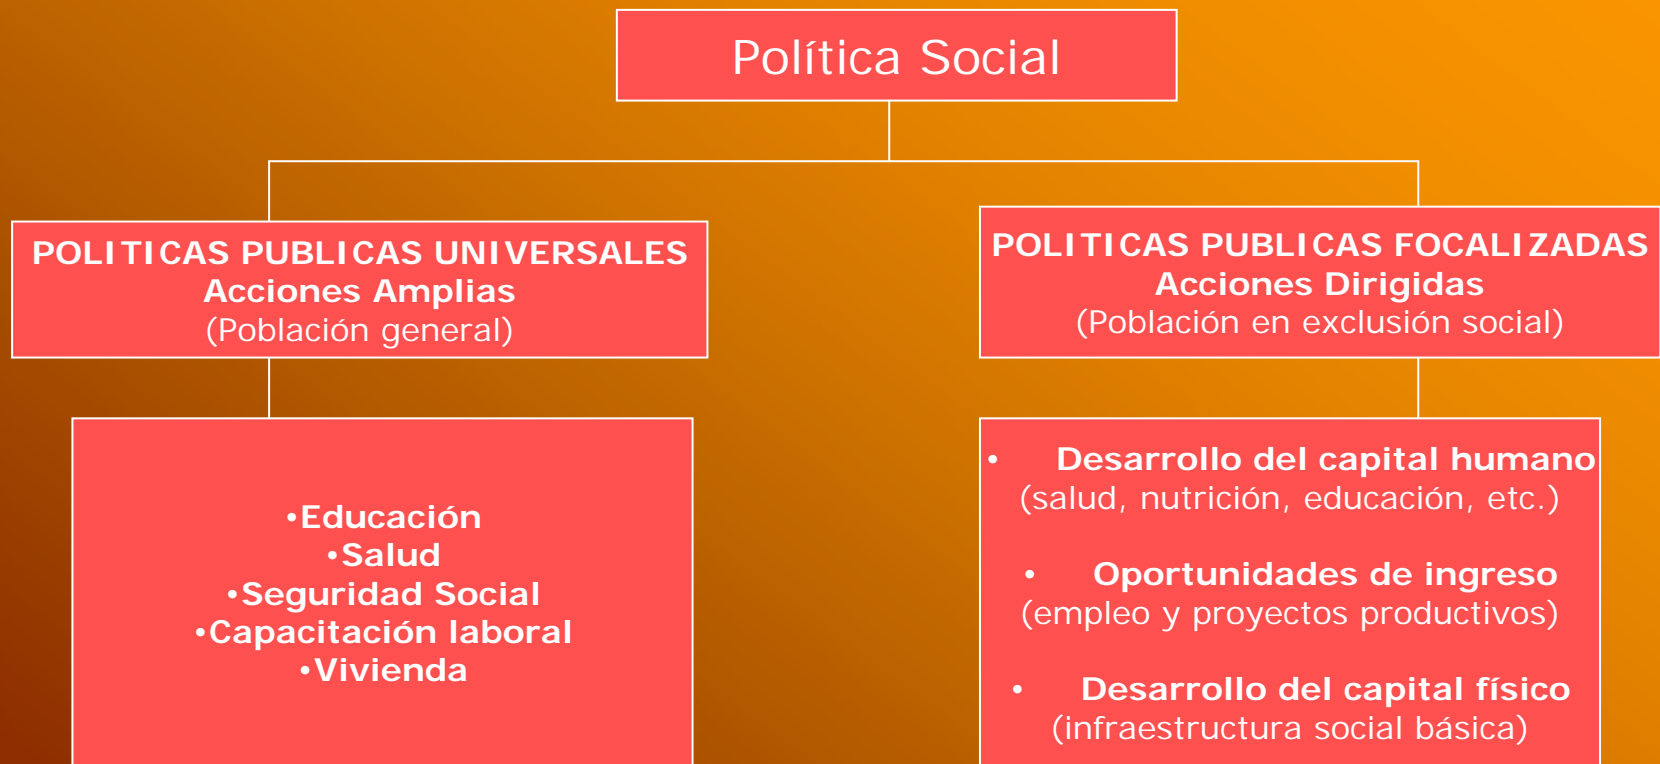 Política Social
POLITICAS PUBLICAS UNIVERSALES
Acciones Amplias
(Población general)
POLITICAS PUBLICAS FOCALIZADAS
Acciones Dirigidas
(Población en exclusión social)
•Educación
•Salud
•Seguridad Social
•Capacitación laboral
•Vivienda
• Desarrollo del capital humano
(salud, nutrición, educación, etc.)
• Oportunidades de ingreso
(empleo y proyectos productivos)
• Desarrollo del capital físico
(infraestructura social básica)